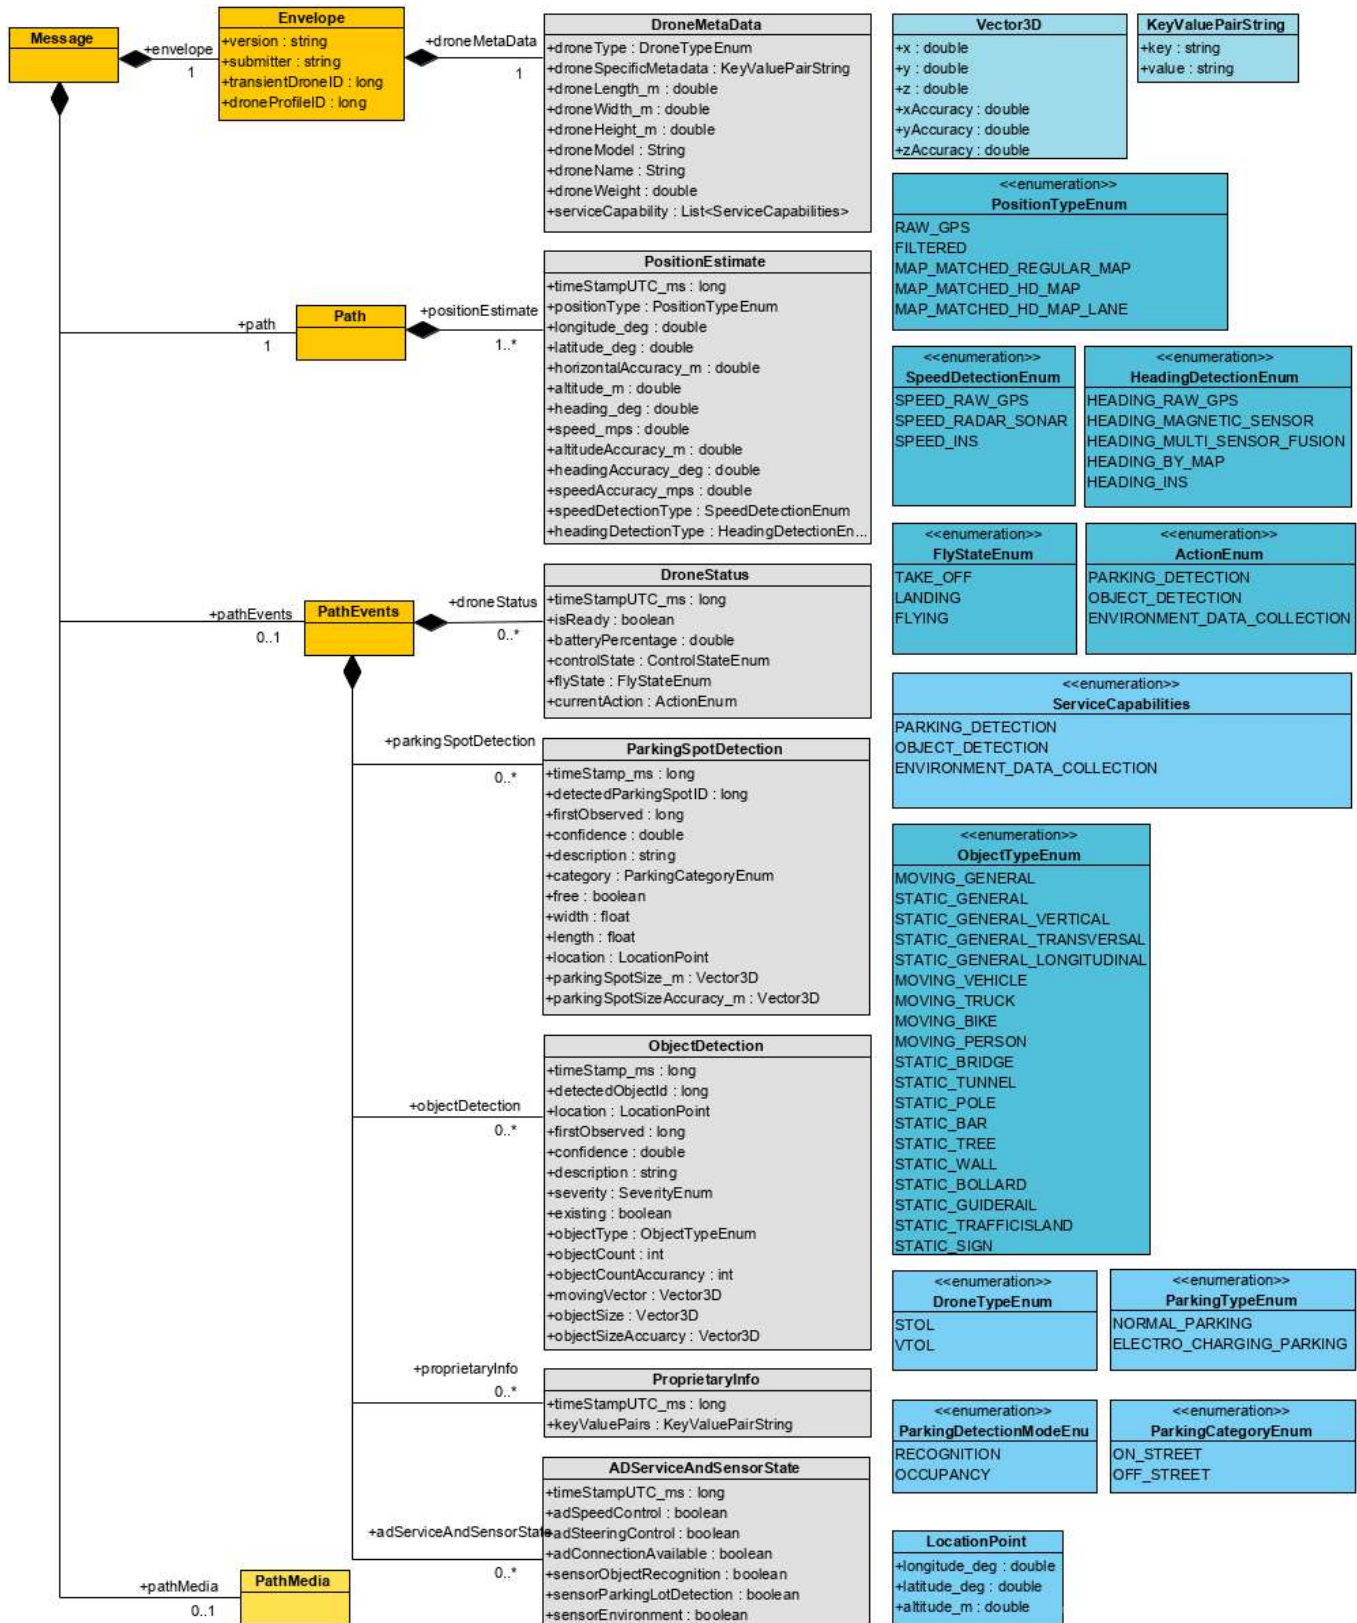 Message
+envelope
1
Envelope
+version : string
+submitter : string
+transientDroneID : long
+droneProfileID : long
+droneMetaData
1
DroneMetaData
+droneType : DroneTypeEnum
+droneSpecificMetadata : KeyValuePairString
+droneLength_m : double
+droneWidth_m : double
+droneHeight_m : double
+droneModel : String
+droneName : String
+droneWeight : double
+serviceCapability : List<ServiceCapabilities>
Vector3D
+x : double
+y : double
+z : double
+xAccuracy : double
+yAccuracy : double
+zAccuracy : double
KeyValuePairString
+key : string
+value : string
<<enumeration>>
PositionTypeEnum
RAW_GPS
FILTERED
MAP_MATCHED_REGULAR_MAP
MAP_MATCHED_HD_MAP
MAP_MATCHED_HD_MAP_LANE
+path
1
Path
+positionEstimate
1..*
PositionEstimate
+timeStampUTC_ms : long
+positionType : PositionTypeEnum
+longitude_deg : double
+latitude_deg : double
+horizontalAccuracy_m : double
+altitude_m : double
+heading_deg : double
+speed_mps : double
+altitudeAccuracy_m : double
+headingAccuracy_deg : double
+speedAccuracy_mps : double
+speedDetectionType : SpeedDetectionEnum
+headingDetectionType : HeadingDetectionEn...
<<enumeration>>
SpeedDetectionEnum
SPEED_RAW_GPS
SPEED_RADAR_SONAR
SPEED_INS
<<enumeration>>
HeadingDetectionEnum
HEADING_RAW_GPS
HEADING_MAGNETIC_SENSOR
HEADING_MULTI_SENSOR_FUSION
HEADING_BY_MAP
HEADING_INS
+pathEvents
0..1
PathEvents
+droneStatus
0..*
DroneStatus
+timeStampUTC_ms : long
+isReady : boolean
+batteryPercentage : double
+controlState : ControlStateEnum
+flyState : FlyStateEnum
+currentAction : ActionEnum
<<enumeration>>
FlyStateEnum
TAKE_OFF
LANDING
FLYING
<<enumeration>>
ActionEnum
PARKING_DETECTION
OBJECT_DETECTION
ENVIRONMENT_DATA_COLLECTION
<<enumeration>>
ServiceCapabilities
PARKING_DETECTION
OBJECT_DETECTION
ENVIRONMENT_DATA_COLLECTION
+parkingSpotDetection
0..*
ParkingSpotDetection
+timeStamp_ms : long
+detectedParkingSpotID : long
+firstObserved : long
+confidence : double
+description : string
+category : ParkingCategoryEnum
+free : boolean
+width : float
+length : float
+location : LocationPoint
+parkingSpotSize_m : Vector3D
+parkingSpotSizeAccuracy_m : Vector3D
<<enumeration>>
ObjectTypeEnum
MOVING_GENERAL
STATIC_GENERAL
STATIC_GENERAL_VERTICAL
STATIC_GENERAL_TRANSVERSAL
STATIC_GENERAL_LONGITUDINAL
MOVING_VEHICLE
MOVING_TRUCK
MOVING_BIKE
MOVING_PERSON
STATIC_BRIDGE
STATIC_TUNNEL
STATIC_POLE
STATIC_BAR
STATIC_TREE
STATIC_WALL
STATIC_BOLLARD
STATIC_GUIDERAIL
STATIC_TRAFFICISLAND
STATIC_SIGN
+objectDetection
0..*
ObjectDetection
+timeStamp_ms : long
+detectedObjectId : long
+location : LocationPoint
+firstObserved : long
+confidence : double
+description : string
+severity : SeverityEnum
+existing : boolean
+objectType : ObjectTypeEnum
+objectCount : int
+objectCountAccurancy : int
+movingVector : Vector3D
+objectSize : Vector3D
+objectSizeAccuarcy : Vector3D
<<enumeration>>
DroneTypeEnum
STOL
VTOL
<<enumeration>>
ParkingTypeEnum
NORMAL_PARKING
ELECTRO_CHARGING_PARKING
+proprietaryInfo
0..*
ProprietaryInfo
+timeStampUTC_ms : long
+keyValuePairs : KeyValuePairString
<<enumeration>>
ParkingDetectionModeEnu
RECOGNITION
OCCUPANCY
<<enumeration>>
ParkingCategoryEnum
ON_STREET
OFF_STREET
+adServiceAndSensorState
0..*
ADServiceAndSensorState
+timeStampUTC_ms : long
+adSpeedControl : boolean
+adSteeringControl : boolean
+adConnectionAvailable : boolean
+sensorObjectRecognition : boolean
+sensorParkingLotDetection : boolean
+sensorEnvironment : boolean
LocationPoint
+longitude_deg : double
+latitude_deg : double
+altitude_m : double
+pathMedia
0..1
PathMedia